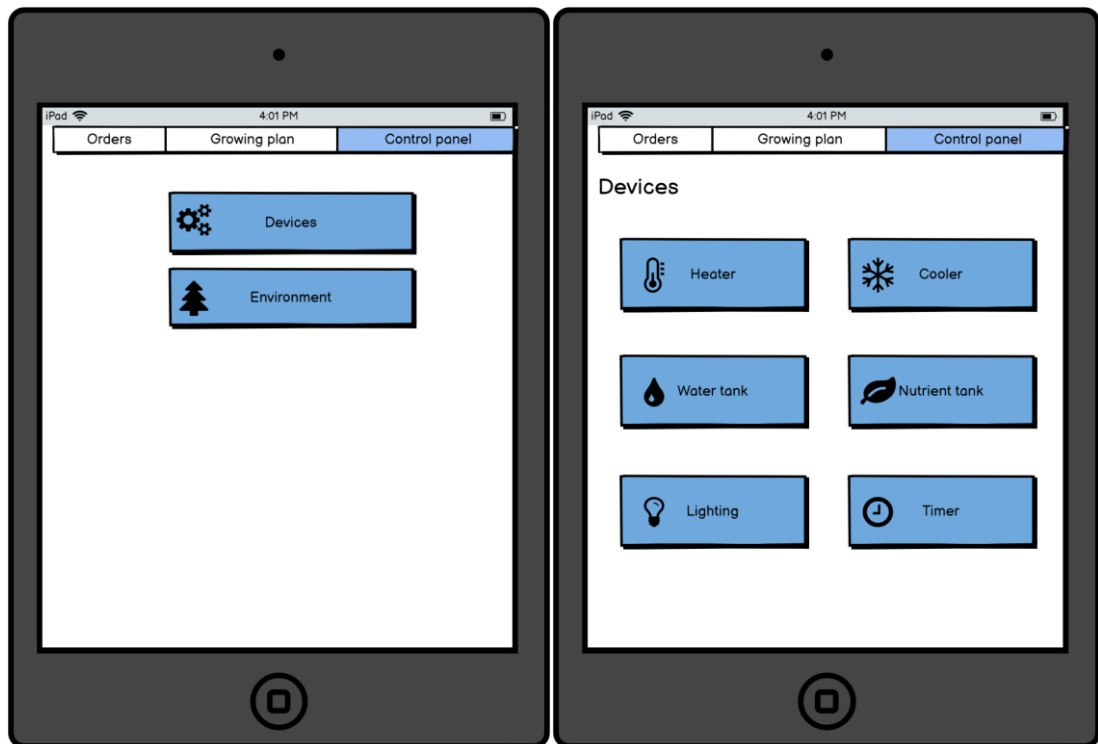 iPad 4:01 PM
Orders Growing plan Control panel
Devices
Environment
iPad 4:01 PM
Orders Growing plan Control panel
Devices
Heater Cooler
Water tank Nutrient tank
Lighting Timer